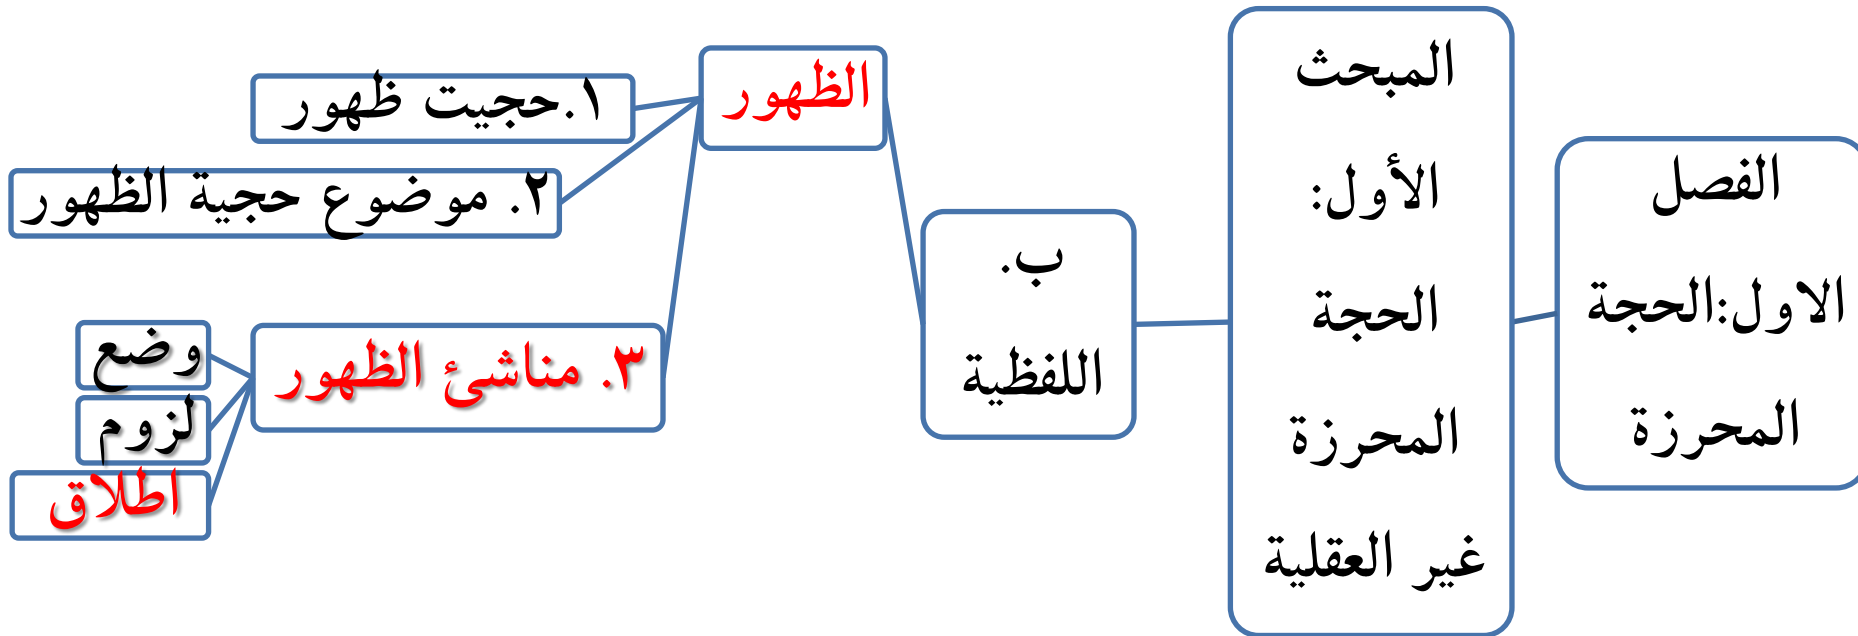 الفصل
الاول:الحجة
المحرزة
المبحث
الأول:
الحجة
المحرزة
غير العقلية
ب.
اللفظية
الظهور
١.حجيت ظهور
٢. موضوع حجية الظهور
٣. مناشئ الظهور
وضع
لزوم
اطلاق